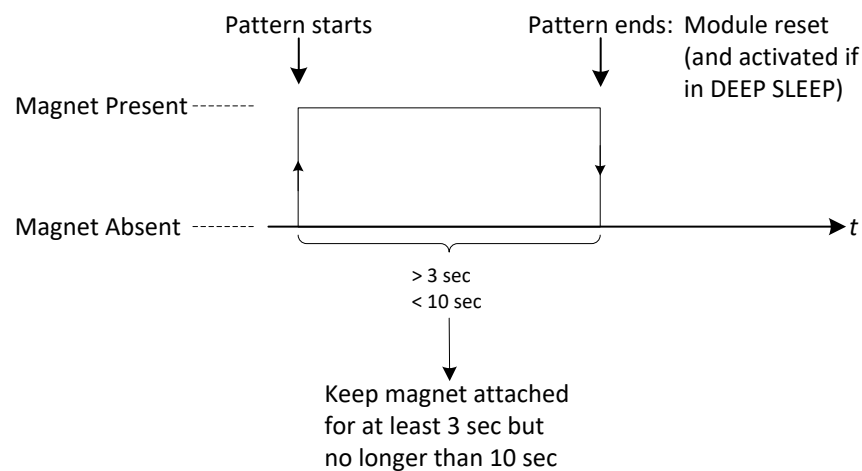 Pattern starts
Pattern ends: Module reset
(and activated if
in DEEP SLEEP)
Magnet Present
Magnet Absent
t
> 3 sec
< 10 sec
Keep magnet attached
for at least 3 sec but
no longer than 10 sec